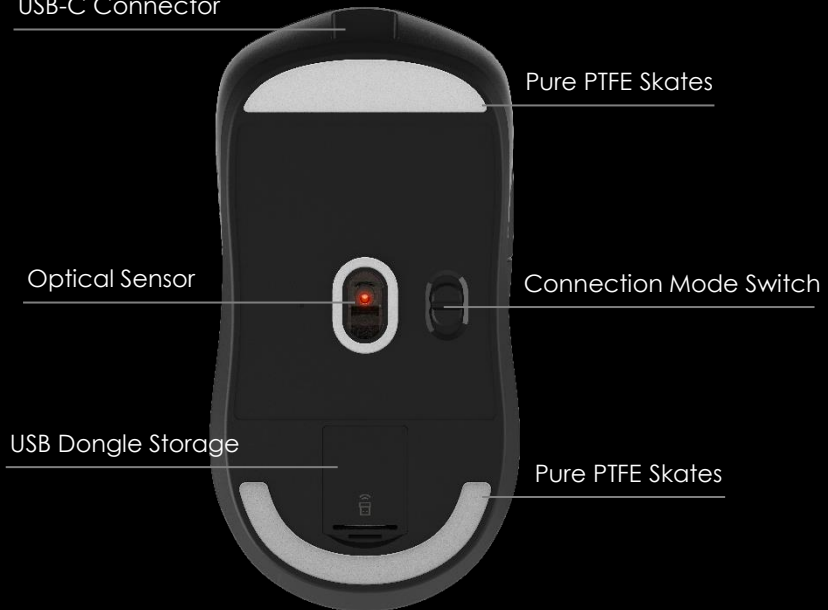 USB-C Connector
Pure PTFE Skates
Optical Sensor
Connection Mode Switch
USB Dongle Storage
Pure PTFE Skates